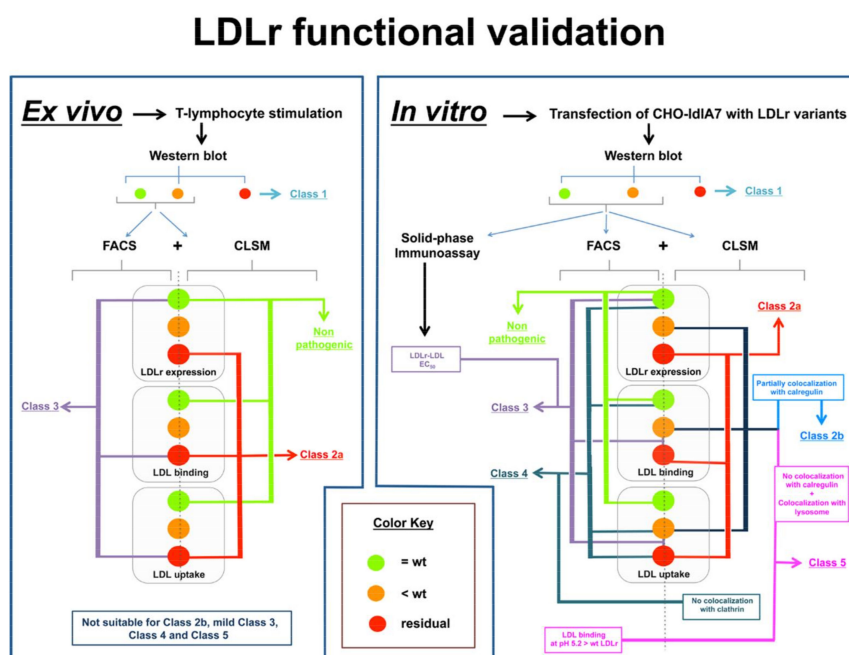 LDLr functional validation
Ex vivo
T-lymphocyte stimulation
Western blot
Class 1
FACS + CLSM
LDLr expression
Non
pathogenic
Class 3
LDL binding
Class 2a
LDL uptake
Not suitable for Class 2b, mild Class 3,
Class 4 and Class 5
Color Key
= wt
< wt
residual
In vitro
Transfection of CHO-ldlA7 with LDLr variants
Western blot
Class 1
Solid-phase
Immunoassay
FACS + CLSM
Class 2a
Non
pathogenic
LDLr expression
LDLr-LDL
EC50
Partially colocalization
with calregulin
Class 3
Class 2b
LDL binding
Class 4
No colocalization
with calregulin
+
Colocalization with
lysosome
Class 5
LDL uptake
No colocalization
with clathrin
LDL binding
at pH 5.2 > wt LDLr